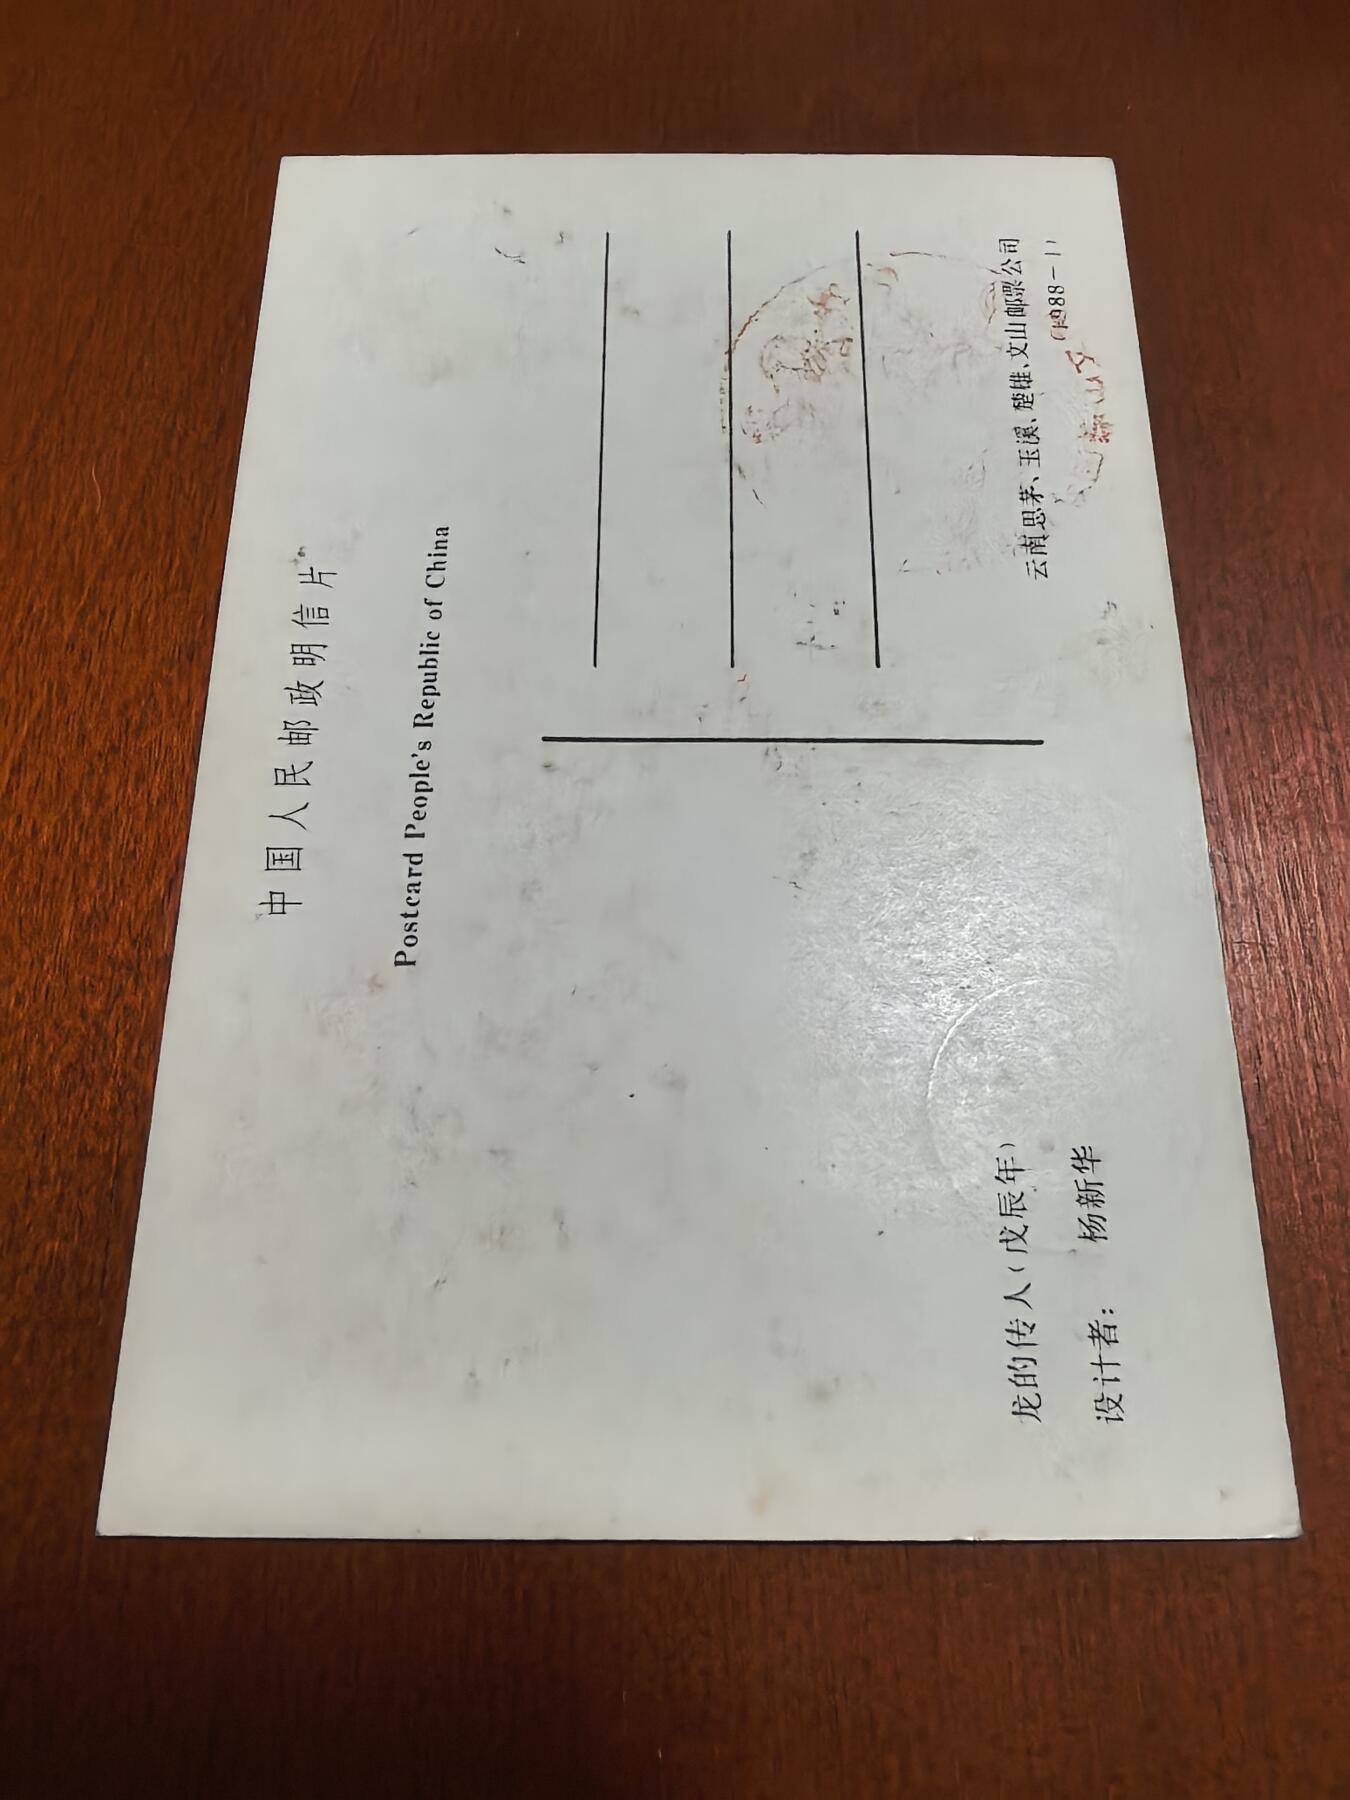 中国人民邮政明信片
Postcard People's Republic of China
龙的传人(戊辰年)
设计者: 杨新华
云南思茅、玉溪、楚雄、文山邮票公司
(1988-1)